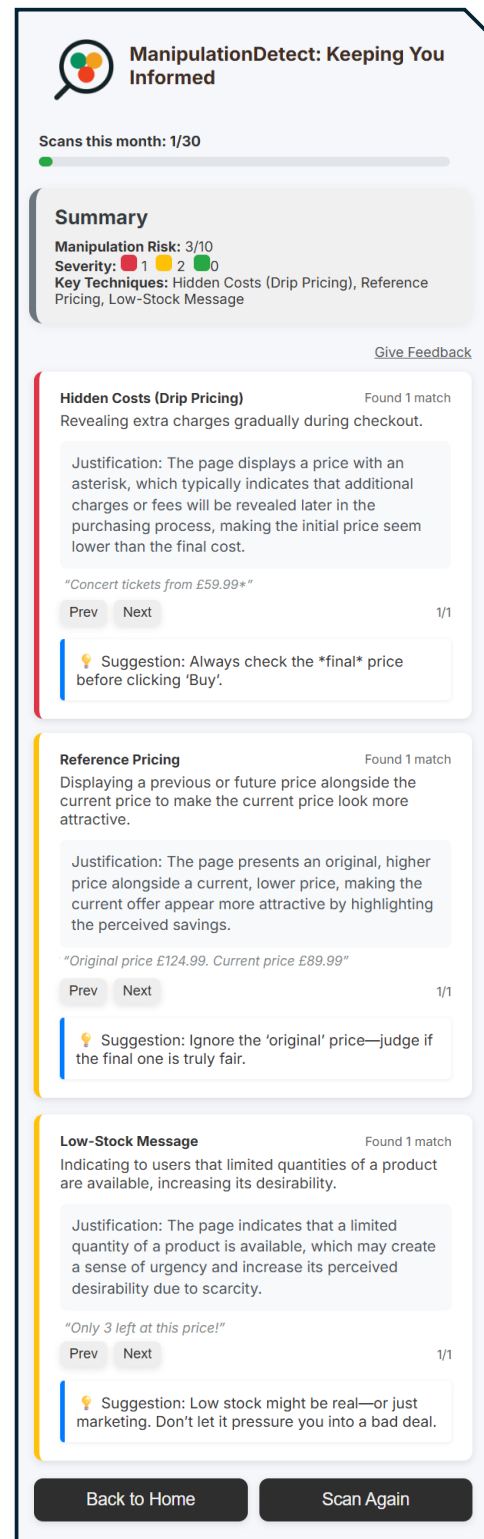 ManipulationDetect: Keeping You
Informed
Scans this month: 1/30
Summary
Manipulation Risk: 3/10
Severity: 1 2 0
Key Techniques: Hidden Costs (Drip Pricing), Reference
Pricing, Low-Stock Message
Give Feedback
Hidden Costs (Drip Pricing) Found 1 match
Revealing extra charges gradually during checkout.
Justification: The page displays a price with an
asterisk, which typically indicates that additional
charges or fees will be revealed later in the
purchasing process, making the initial price seem
lower than the final cost.
“Concert tickets from £59.99*”
Prev Next 1/1
Suggestion: Always check the *final* price
before clicking ‘Buy’.
Reference Pricing Found 1 match
Displaying a previous or future price alongside the
current price to make the current price look more
attractive.
Justification: The page presents an original, higher
price alongside a current, lower price, making the
current offer appear more attractive by highlighting
the perceived savings.
“Original price £124.99. Current price £89.99”
Prev Next 1/1
Suggestion: Ignore the ‘original’ price—judge if
the final one is truly fair.
Low-Stock Message Found 1 match
Indicating to users that limited quantities of a product
are available, increasing its desirability.
Justification: The page indicates that a limited
quantity of a product is available, which may create
a sense of urgency and increase its perceived
desirability due to scarcity.
“Only 3 left at this price!”
Prev Next 1/1
Suggestion: Low stock might be real—or just
marketing. Don’t let it pressure you into a bad deal.
Back to Home Scan Again